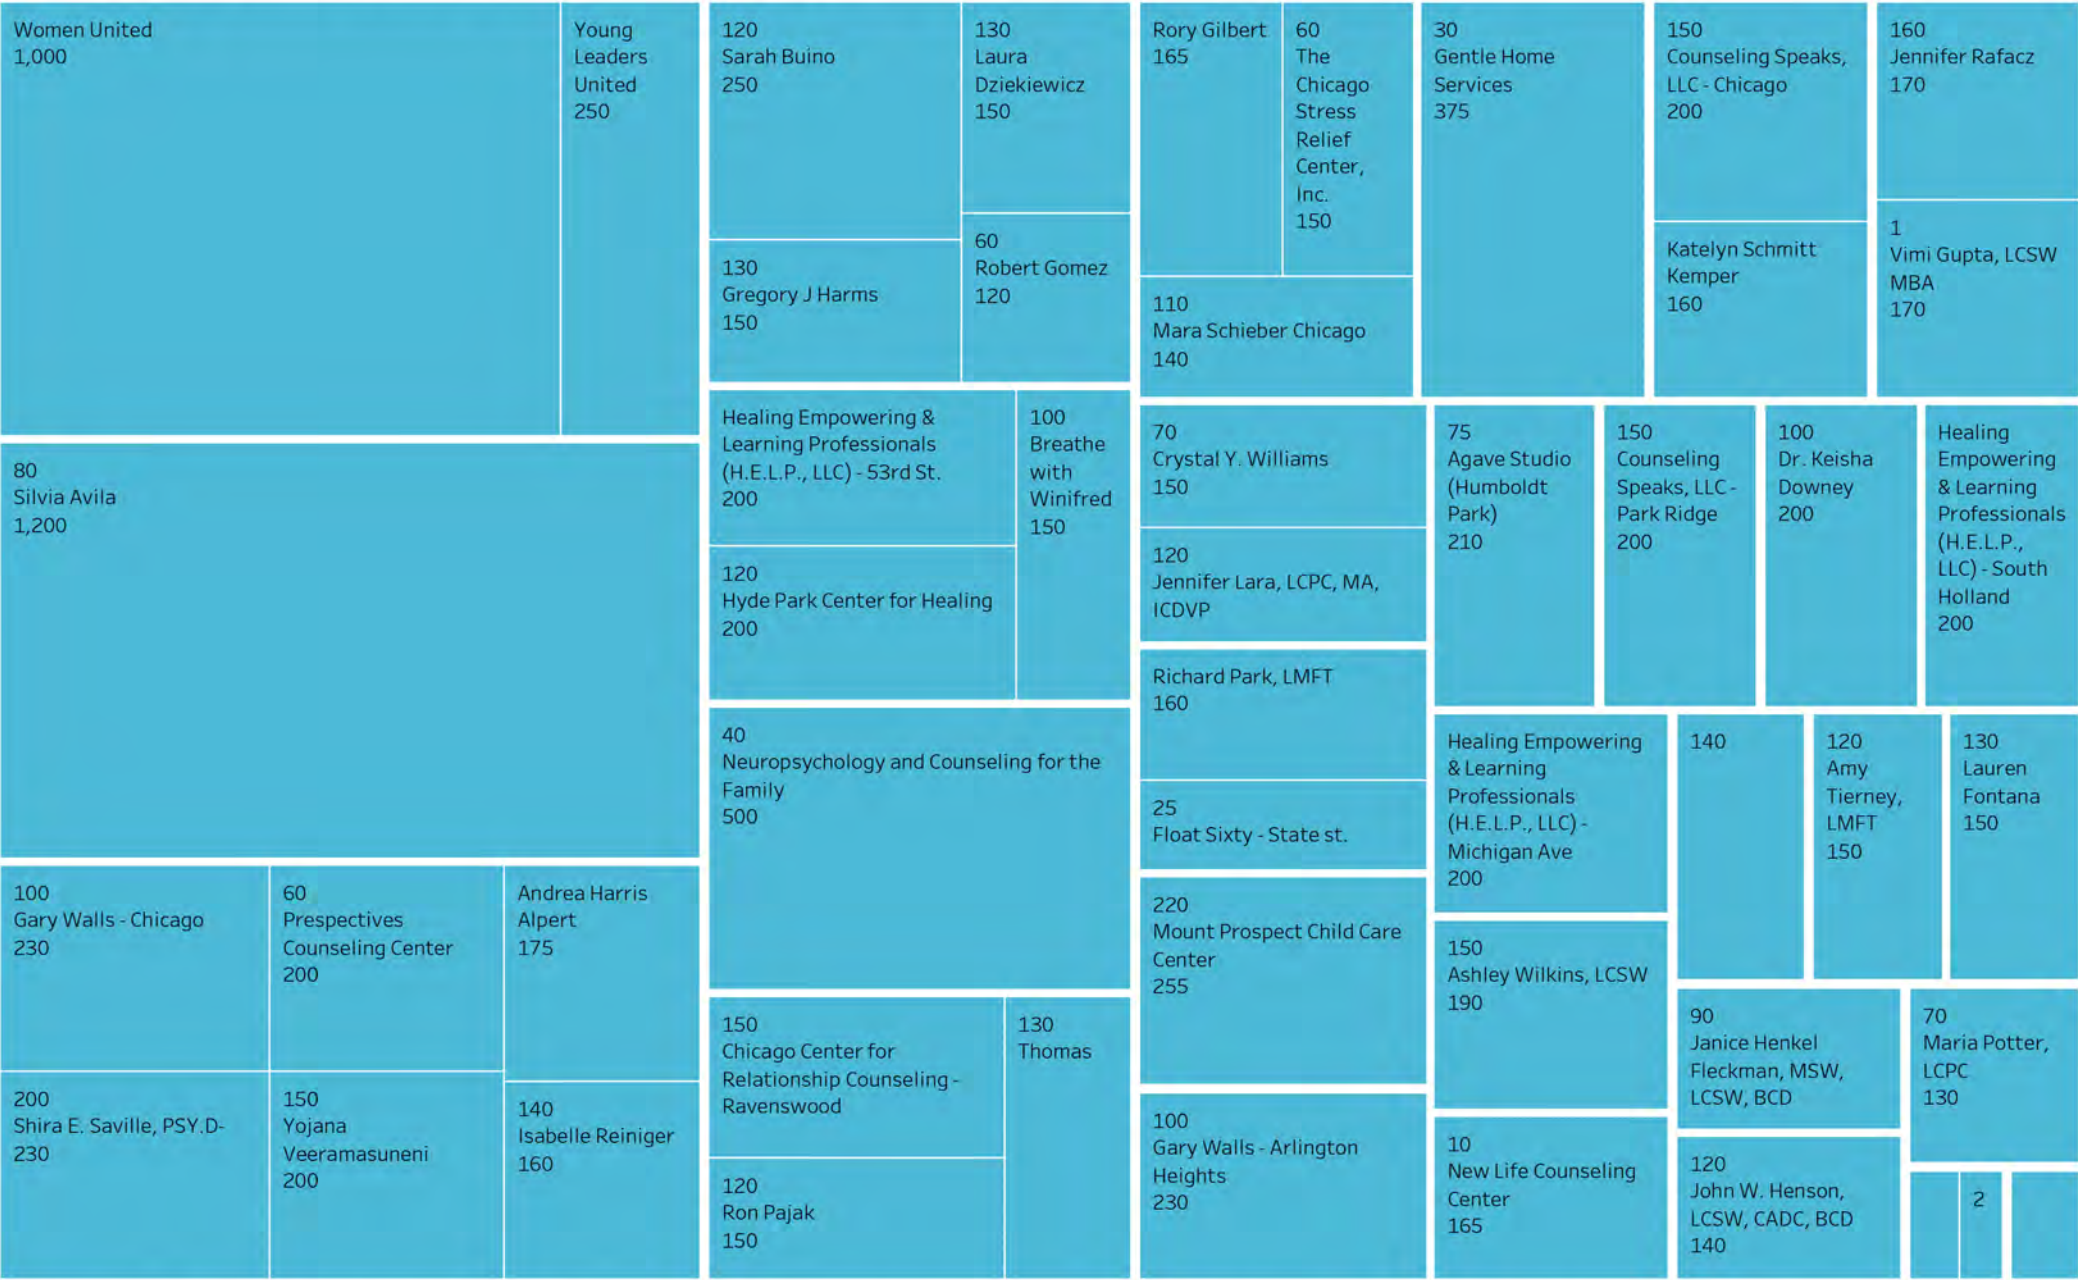 Women United
1,000
Young
Leaders
United
250
80
Silvia Avila
1,200
100
Gary Walls - Chicago
230
60
Prespectives
Counseling Center
200
Andrea Harris
Alpert
175
200
Shira E. Saville, PSY.D-
230
150
Yojana
Veeramasuneni
200
140
Isabelle Reiniger
160
120
Sarah Buino
250
130
Laura
Dziekiewicz
150
130
Gregory J Harms
150
60
Robert Gomez
120
Healing Empowering &
Learning Professionals
(H.E.L.P., LLC) - 53rd St.
200
100
Breathe
with
Winifred
150
120
Hyde Park Center for Healing
200
40
Neuropsychology and Counseling for the
Family
500
150
Chicago Center for
Relationship Counseling -
Ravenswood
130
Thomas
120
Ron Pajak
150
Rory Gilbert
165
60
The
Chicago
Stress
Relief
Center,
Inc.
150
110
Mara Schieber Chicago
140
30
Gentle Home
Services
375
150
Counseling Speaks,
LLC - Chicago
200
160
Jennifer Rafacz
170
Katelyn Schmitt
Kemper
160
1
Vimi Gupta, LCSW
MBA
170
70
Crystal Y. Williams
150
120
Jennifer Lara, LCPC, MA,
ICDVP
Richard Park, LMFT
160
25
Float Sixty - State st.
220
Mount Prospect Child Care
Center
255
100
Gary Walls - Arlington
Heights
230
75
Agave Studio
(Humboldt
Park)
210
150
Counseling
Speaks, LLC -
Park Ridge
200
100
Dr. Keisha
Downey
200
Healing
Empowering
& Learning
Professionals
(H.E.L.P.,
LLC) - South
Holland
200
Healing Empowering
& Learning
Professionals
(H.E.L.P., LLC) -
Michigan Ave
200
140
120
Amy
Tierney,
LMFT
150
130
Lauren
Fontana
150
150
Ashley Wilkins, LCSW
190
10
New Life Counseling
Center
165
90
Janice Henkel
Fleckman, MSW,
LCSW, BCD
70
Maria Potter,
LCPC
130
120
John W. Henson,
LCSW, CADC, BCD
140
2